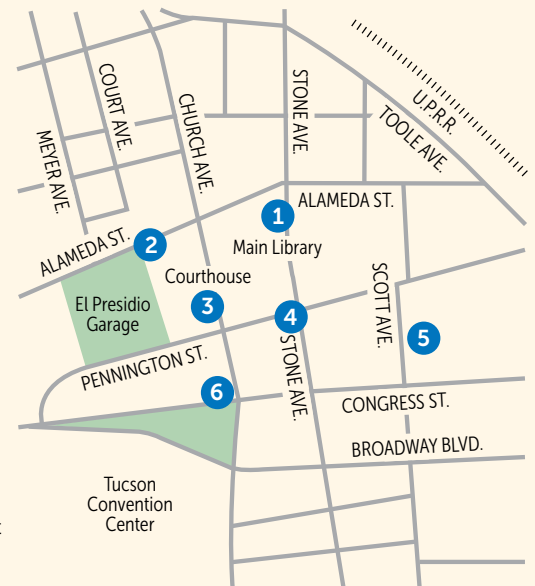 COURT AVE.
MEYER AVE.
CHURCH AVE.
STONE AVE.
U.P.R.R.
TOOLE AVE.
ALAMEDA ST.
1
Main Library
ALAMEDA ST.
2
Courthouse
3
El Presidio
Garage
4
SCOTT AVE.
5
STONE AVE.
PENNINGTON ST.
6
CONGRESS ST.
BROADWAY BLVD.
Tucson
Convention
Center
t